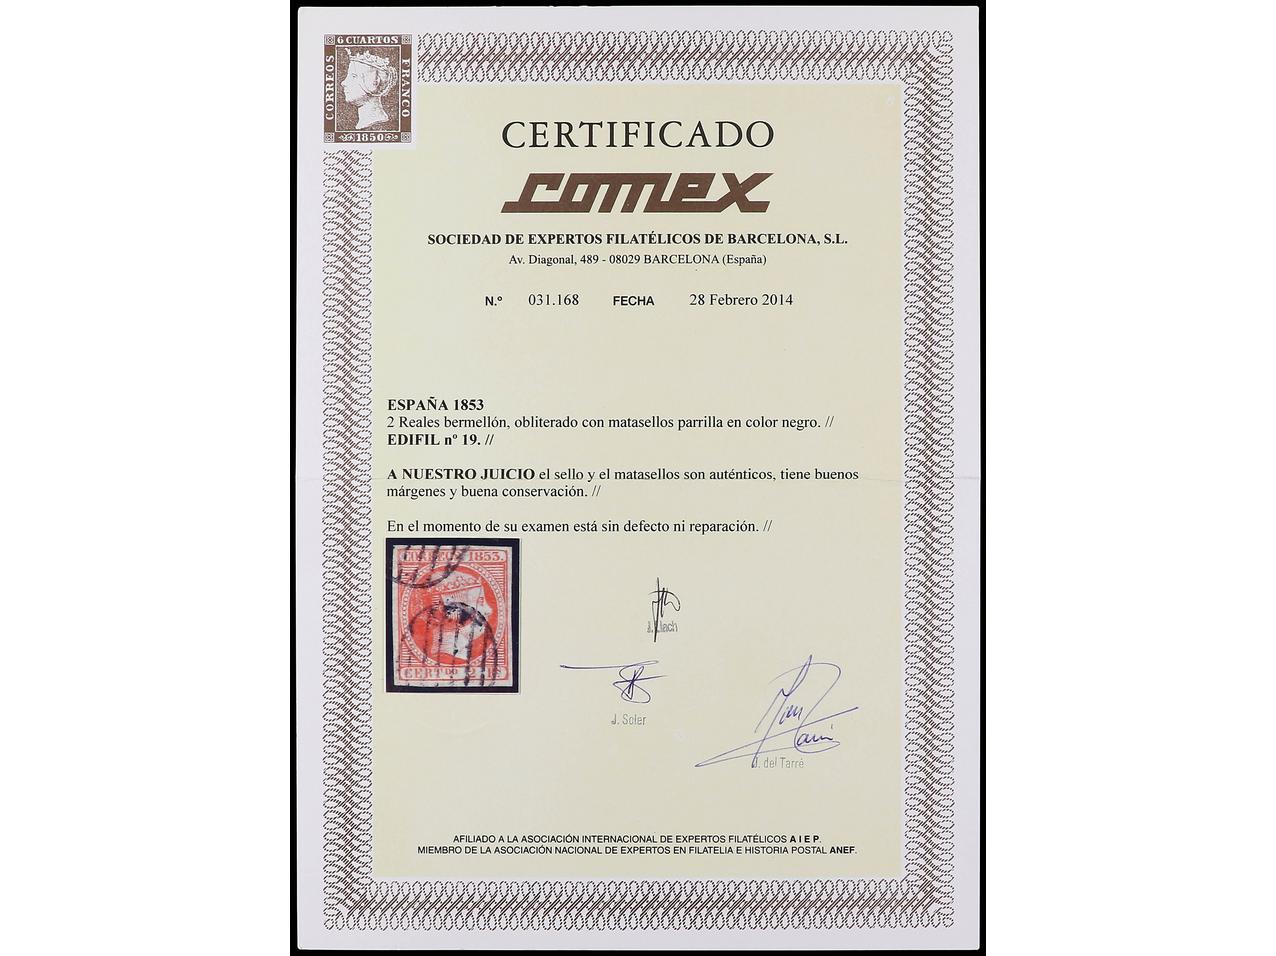 6 CUARTOS
CORREOS
FRANCO
1850
CERTIFICADO
comex
SOCIEDAD DE EXPERTOS FILATÉLICOS DE BARCELONA, S.L.
Av. Diagonal, 489 - 08029 BARCELONA (España)
N.º 031.168 FECHA 28 Febrero 2014
ESPAÑA 1853
2 Reales bermellón, obliterado con matasellos parrilla en color negro. //
EDIFIL nº 19. //
A NUESTRO JUICIO el sello y el matasellos son auténticos, tiene buenos
márgenes y buena conservación. //
En el momento de su examen está sin defecto ni reparación. //
CORREOS 1853.
CERTDO 2 Rs
J. Llach
J. Soler
J. del Tarré
AFILIADO A LA ASOCIACIÓN INTERNACIONAL DE EXPERTOS FILATÉLICOS A I E P.
MIEMBRO DE LA ASOCIACIÓN NACIONAL DE EXPERTOS EN FILATELIA E HISTORIA POSTAL ANEF.